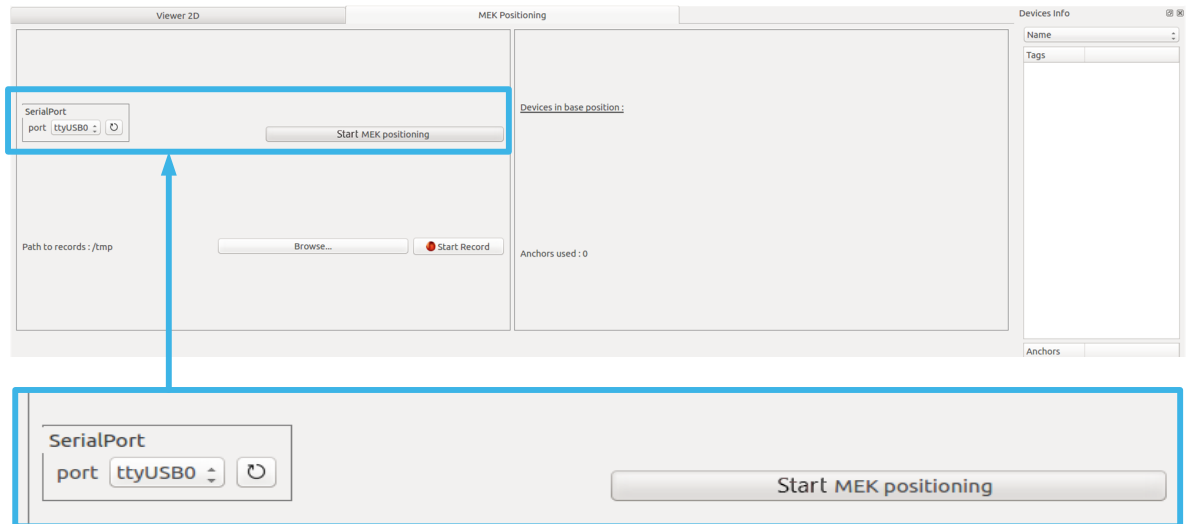 Viewer 2D
MEK Positioning
Devices Info
Name
Tags
SerialPort
port ttyUSB0
Start MEK positioning
Devices in base position :
Path to records : /tmp
Browse...
Start Record
Anchors used : 0
Anchors
SerialPort
port ttyUSB0
Start MEK positioning